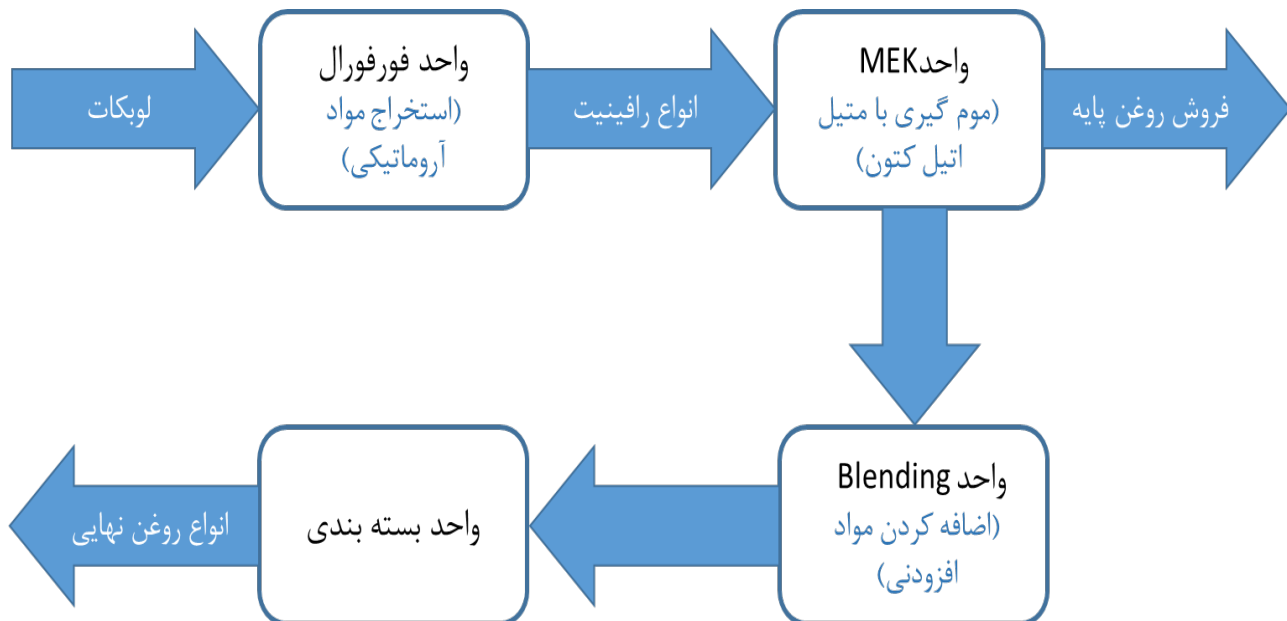 لوبکات
واحد فورفورال
(استخراج مواد
آروماتیکی)
انواع رافینیت
واحدMEK
(موم گیری با متیل
اتیل کتون)
فروش روغن پایه
واحد Blending
(اضافه کردن مواد
افزودنی)
واحد بسته بندی
انواع روغن نهایی